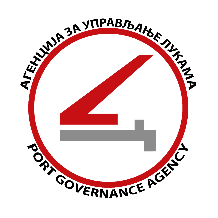 АГЕНЦИЈА ЗА УПРАВЉАЊЕ ЛУКАМА
PORT GOVERNANCE AGENCY